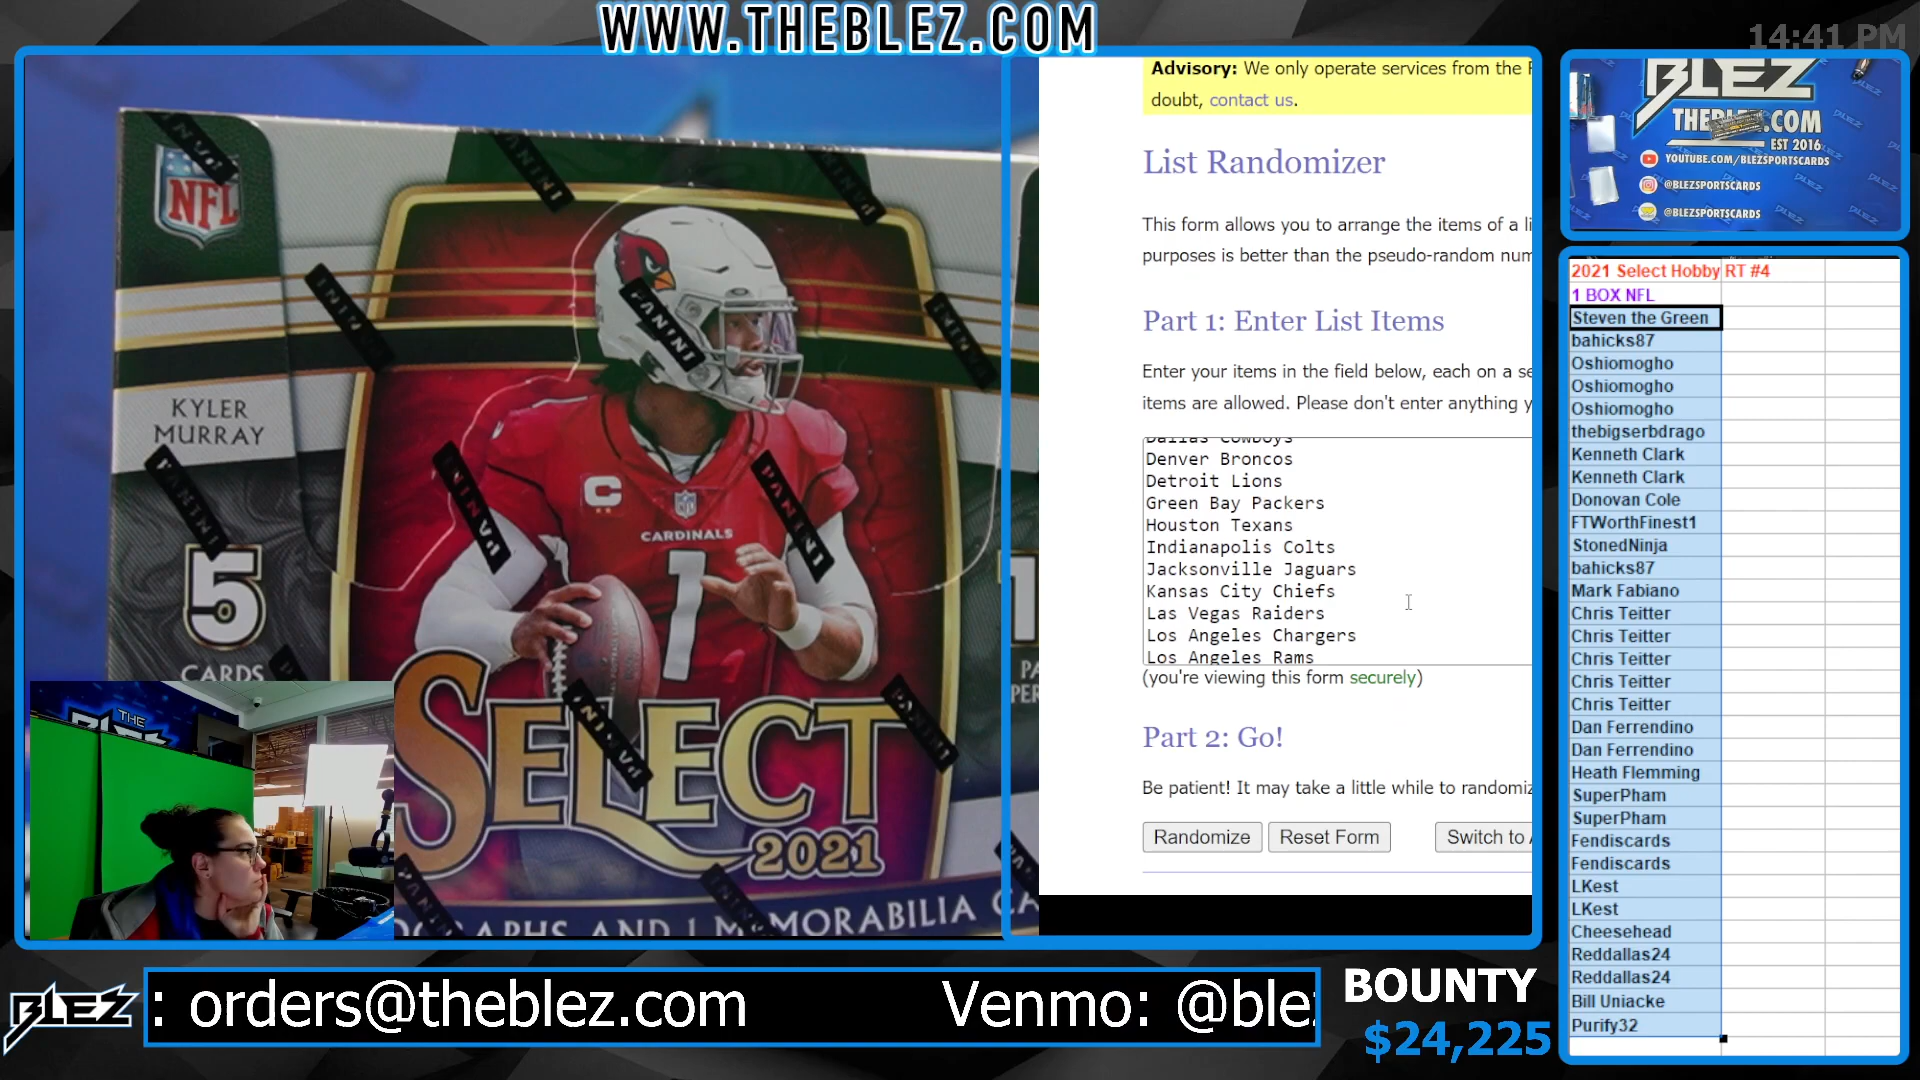 WWW.THEBLEZ.COM
14:41 PM
NFL
KYLER
MURRAY
5
CARDS
C
CARDINALS
1
PANINI
SELECT
2021
MEMORABILIA
Advisory: We only operate services from the
doubt, contact us.
List Randomizer
This form allows you to arrange the items of a li
purposes is better than the pseudo-random num
Part 1: Enter List Items
Enter your items in the field below, each on a se
items are allowed. Please don't enter anything y
Dallas Cowboys
Denver Broncos
Detroit Lions
Green Bay Packers
Houston Texans
Indianapolis Colts
Jacksonville Jaguars
Kansas City Chiefs
Las Vegas Raiders
Los Angeles Chargers
Los Angeles Rams
(you're viewing this form securely)
Part 2: Go!
Be patient! It may take a little while to randomiz
Randomize
Reset Form
Switch to
BLEZ
THE .COM
EST 2016
YOUTUBE.COM/BLEZSPORTSCARDS
@BLEZSPORTSCARDS
@BLEZSPORTSCARDS
2021 Select Hobby RT #4
1 BOX NFL
Steven the Green
bahicks87
Oshiomogho
Oshiomogho
Oshiomogho
thebigserbdrago
Kenneth Clark
Kenneth Clark
Donovan Cole
FTWorthFinest1
StonedNinja
bahicks87
Mark Fabiano
Chris Teitter
Chris Teitter
Chris Teitter
Chris Teitter
Chris Teitter
Dan Ferrendino
Dan Ferrendino
Heath Flemming
SuperPham
SuperPham
Fendiscards
Fendiscards
LKest
LKest
Cheesehead
Reddallas24
Reddallas24
Bill Uniacke
Purify32
BLEZ
: orders@theblez.com
Venmo: @blez
BOUNTY
$24,225